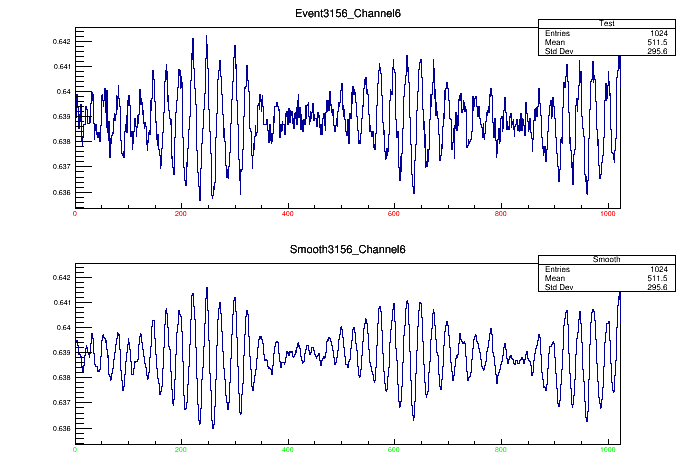 Event3156_Channel6
Test
Entries 1024
Mean 511.5
Std Dev 295.6
0.642
0.641
0.64
0.639
0.638
0.637
0.636
0 200 400 600 800 1000
Smooth3156_Channel6
Smooth
Entries 1024
Mean 511.5
Std Dev 295.6
0.642
0.641
0.64
0.639
0.638
0.637
0.636
0 200 400 600 800 1000